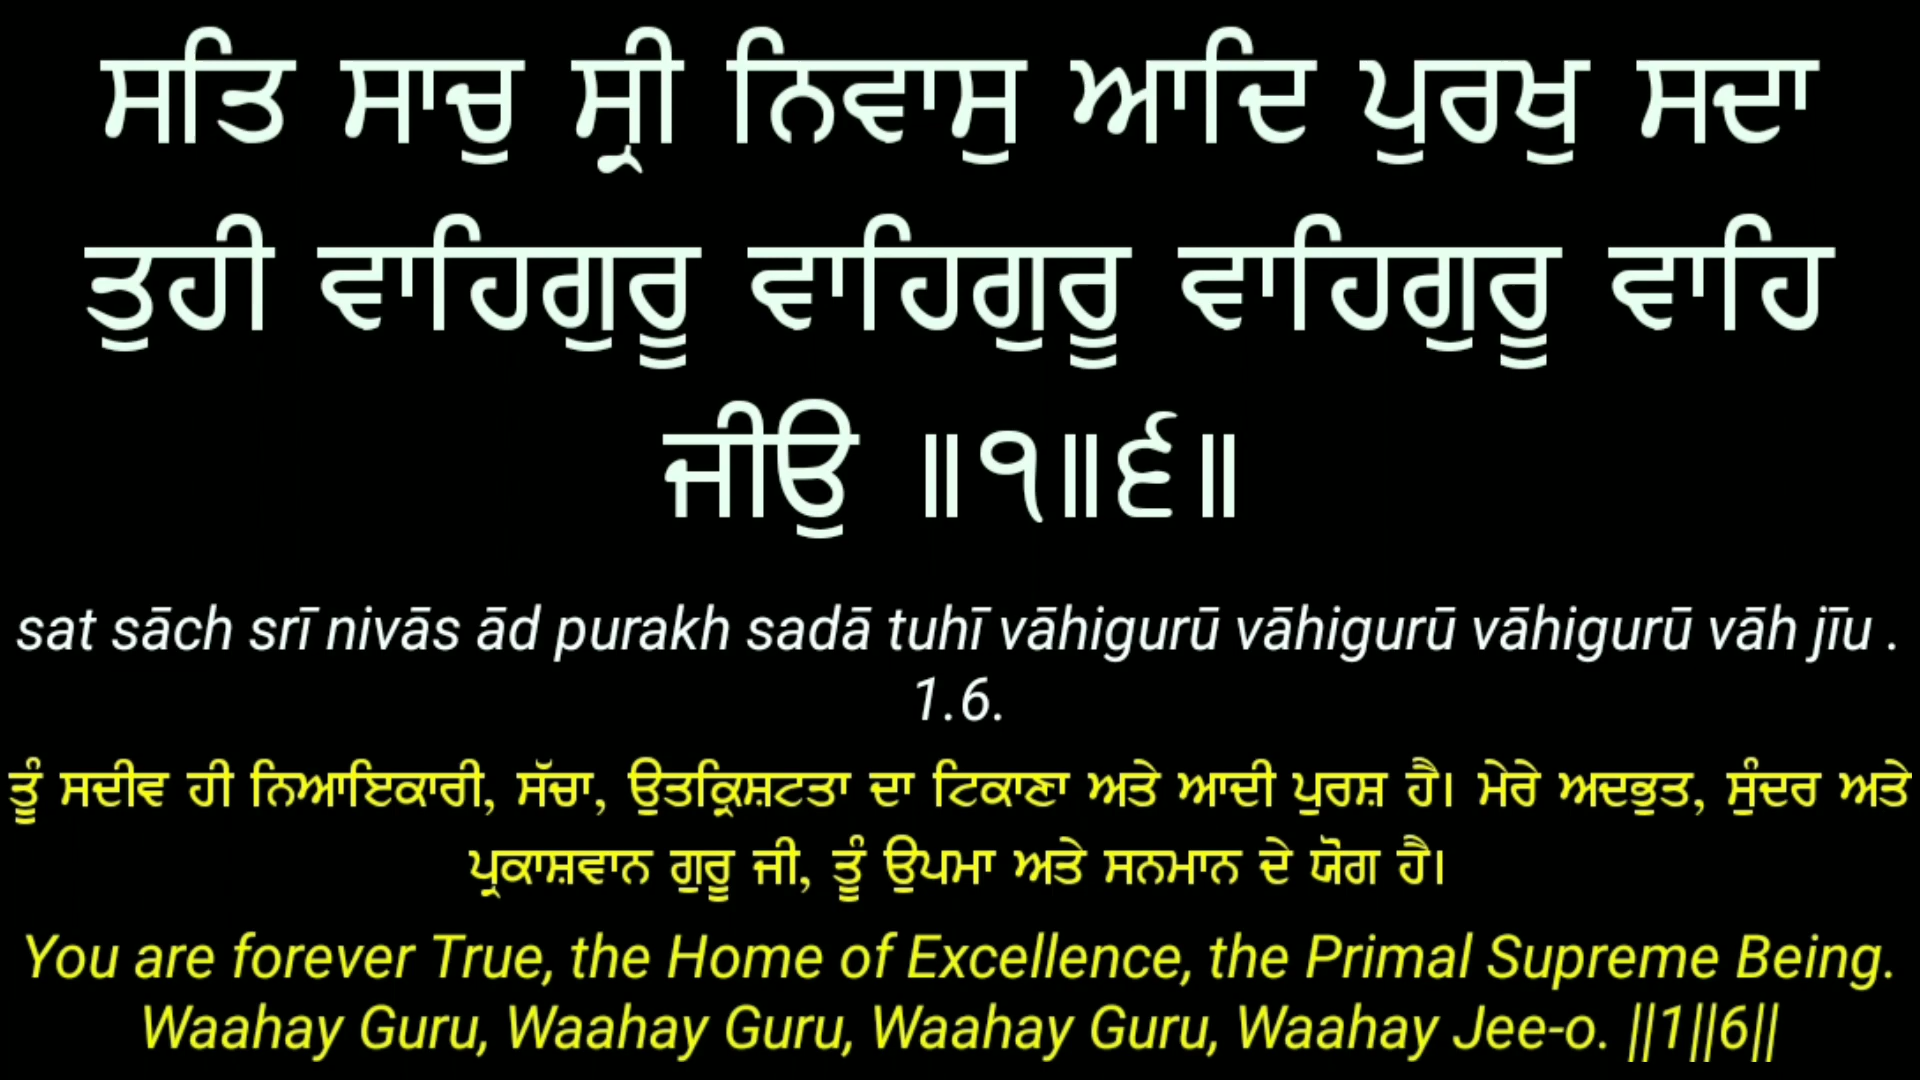 ਸਤਿ ਸਾਚੁ ਸ੍ਰੀ ਨਿਵਾਸੁ ਆਦਿ ਪੁਰਖੁ ਸਦਾ
ਤੁਹੀ ਵਾਹਿਗੁਰੂ ਵਾਹਿਗੁਰੂ ਵਾਹਿਗੁਰੂ ਵਾਹਿ
ਜੀਉ ॥੧॥੬॥
sat sāch srī nivās ād purakh sadā tuhī vāhigurū vāhigurū vāhigurū vāh jīu .
1.6.
ਤੂੰ ਸਦੀਵ ਹੀ ਨਿਆਇਕਾਰੀ, ਸੱਚਾ, ਉਤਕ੍ਰਿਸ਼ਟਤਾ ਦਾ ਟਿਕਾਣਾ ਅਤੇ ਆਦੀ ਪੁਰਸ਼ ਹੈ। ਮੇਰੇ ਅਦਭੁਤ, ਸੁੰਦਰ ਅਤੇ
ਪ੍ਰਕਾਸ਼ਵਾਨ ਗੁਰੂ ਜੀ, ਤੂੰ ਉਪਮਾ ਅਤੇ ਸਨਮਾਨ ਦੇ ਯੋਗ ਹੈ।
You are forever True, the Home of Excellence, the Primal Supreme Being.
Waahay Guru, Waahay Guru, Waahay Guru, Waahay Jee-o. ||1||6||